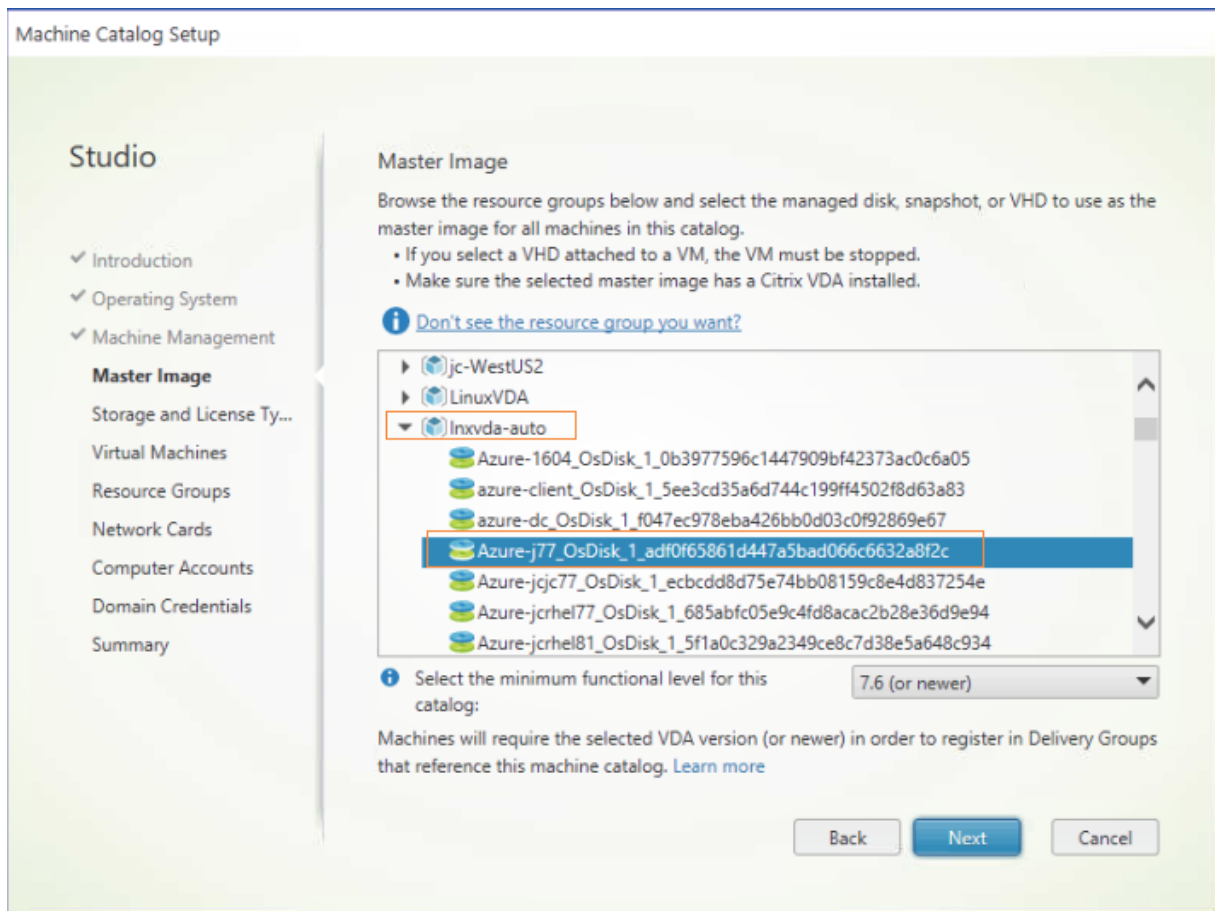 Machine Catalog Setup
Studio
Introduction
Operating System
Machine Management
Master Image
Storage and License Ty...
Virtual Machines
Resource Groups
Network Cards
Computer Accounts
Domain Credentials
Summary
Master Image
Browse the resource groups below and select the managed disk, snapshot, or VHD to use as the
master image for all machines in this catalog.
• If you select a VHD attached to a VM, the VM must be stopped.
• Make sure the selected master image has a Citrix VDA installed.
Don't see the resource group you want?
jc-WestUS2
LinuxVDA
lnxvda-auto
Azure-1604_OsDisk_1_0b3977596c1447909bf42373ac0c6a05
azure-client_OsDisk_1_5ee3cd35a6d744c199ff4502f8d63a83
azure-dc_OsDisk_1_f047ec978eba426bb0d03c0f92869e67
Azure-j77_OsDisk_1_adf0f65861d447a5bad066c6632a8f2c
Azure-jcjc77_OsDisk_1_ecbcdd8d75e74bb08159c8e4d837254e
Azure-jcrhel77_OsDisk_1_685abfc05e9c4fd8acac2b28e36d9e94
Azure-jcrhel81_OsDisk_1_5f1a0c329a2349ce8c7d38e5a648c934
Select the minimum functional level for this
catalog:
7.6 (or newer)
Machines will require the selected VDA version (or newer) in order to register in Delivery Groups
that reference this machine catalog. Learn more
Back
Next
Cancel